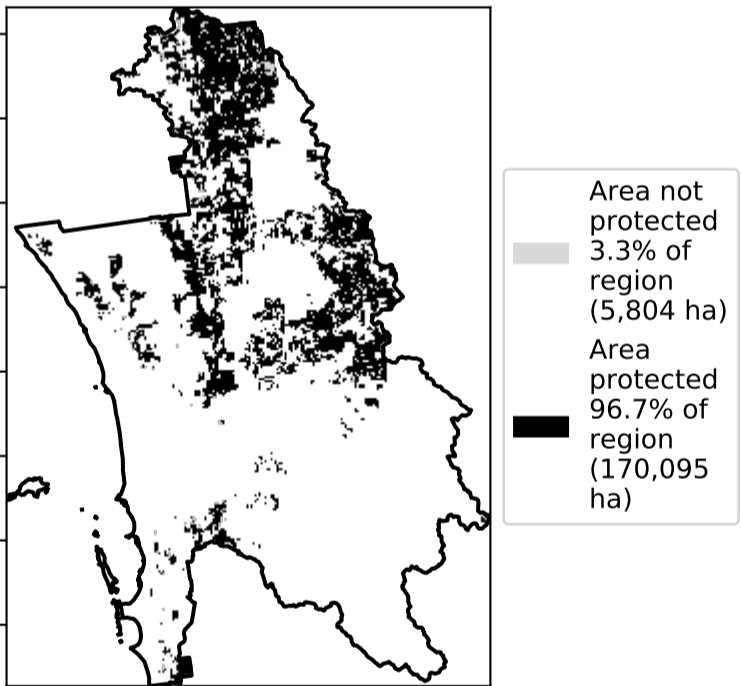 Area not
protected
3.3% of
region
(5,804 ha)
Area
protected
96.7% of
region
(170,095
ha)